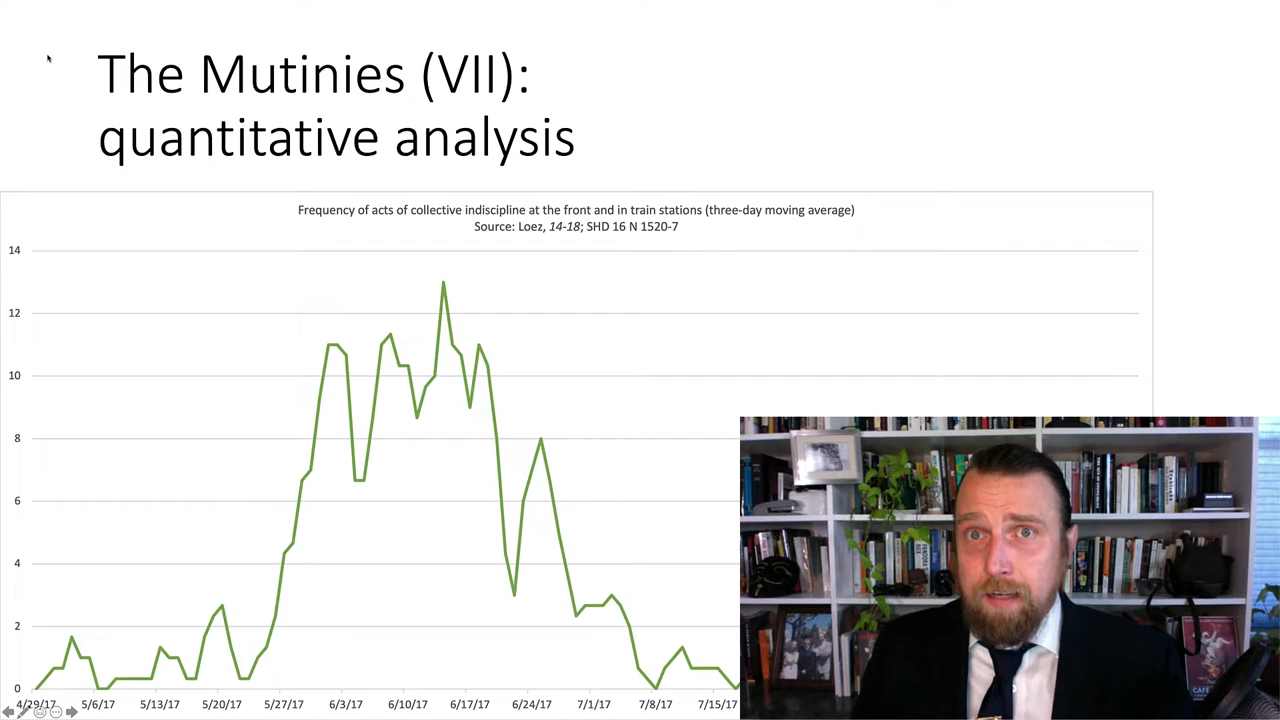 The Mutinies (VII):
quantitative analysis
Frequency of acts of collective indiscipline at the front and in train stations (three-day moving average)
Source: Loez, 14-18; SHD 16 N 1520-7
14
12
10
8
6
4
2
0
4/29/17 5/6/17 5/13/17 5/20/17 5/27/17 6/3/17 6/10/17 6/17/17 6/24/17 7/1/17 7/8/17 7/15/17
CAFÉ